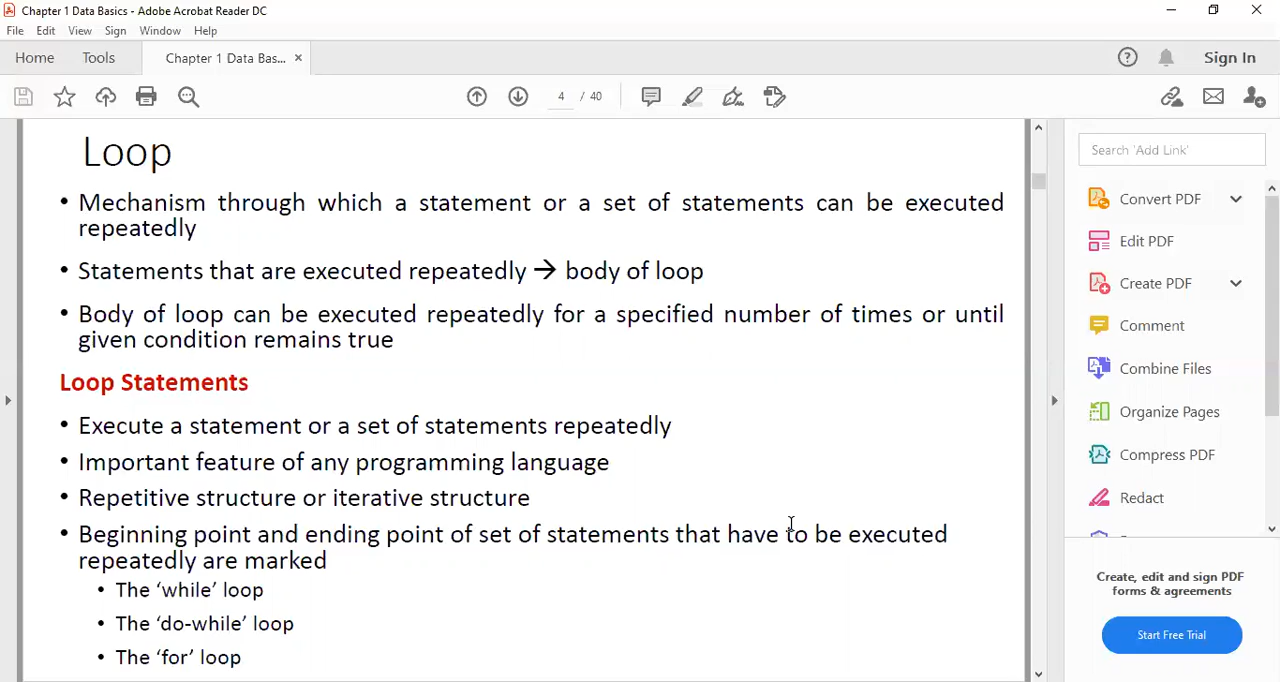 Chapter 1 Data Basics - Adobe Acrobat Reader DC
File Edit View Sign Window Help
Home Tools Chapter 1 Data Bas... × Sign In
4 / 40
Search 'Add Link'
Loop
• Mechanism through which a statement or a set of statements can be executed
repeatedly
• Statements that are executed repeatedly → body of loop
• Body of loop can be executed repeatedly for a specified number of times or until
given condition remains true
Loop Statements
• Execute a statement or a set of statements repeatedly
• Important feature of any programming language
• Repetitive structure or iterative structure
• Beginning point and ending point of set of statements that have to be executed
repeatedly are marked
• The ‘while’ loop
• The ‘do-while’ loop
• The ‘for’ loop
Convert PDF
Edit PDF
Create PDF
Comment
Combine Files
Organize Pages
Compress PDF
Redact
Create, edit and sign PDF
forms & agreements
Start Free Trial